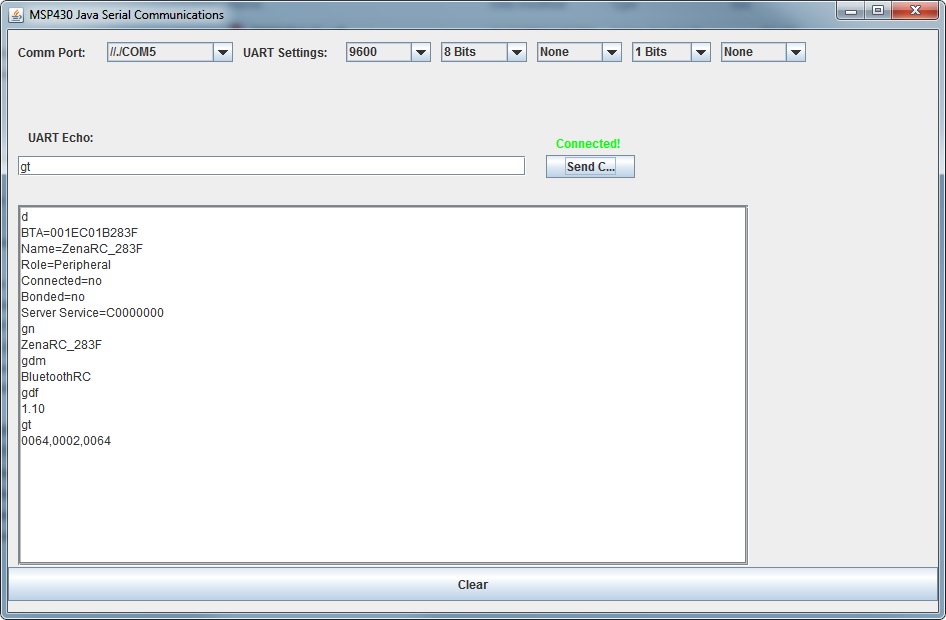 MSP430 Java Serial Communications
Comm Port: //./COM5 UART Settings: 9600 8 Bits None 1 Bits None
UART Echo:
Connected!
gt Send C...
d
BTA=001EC01B283F
Name=ZenaRC_283F
Role=Peripheral
Connected=no
Bonded=no
Server Service=C0000000
gn
ZenaRC_283F
gdm
BluetoothRC
gdf
1.10
gt
0064,0002,0064
Clear